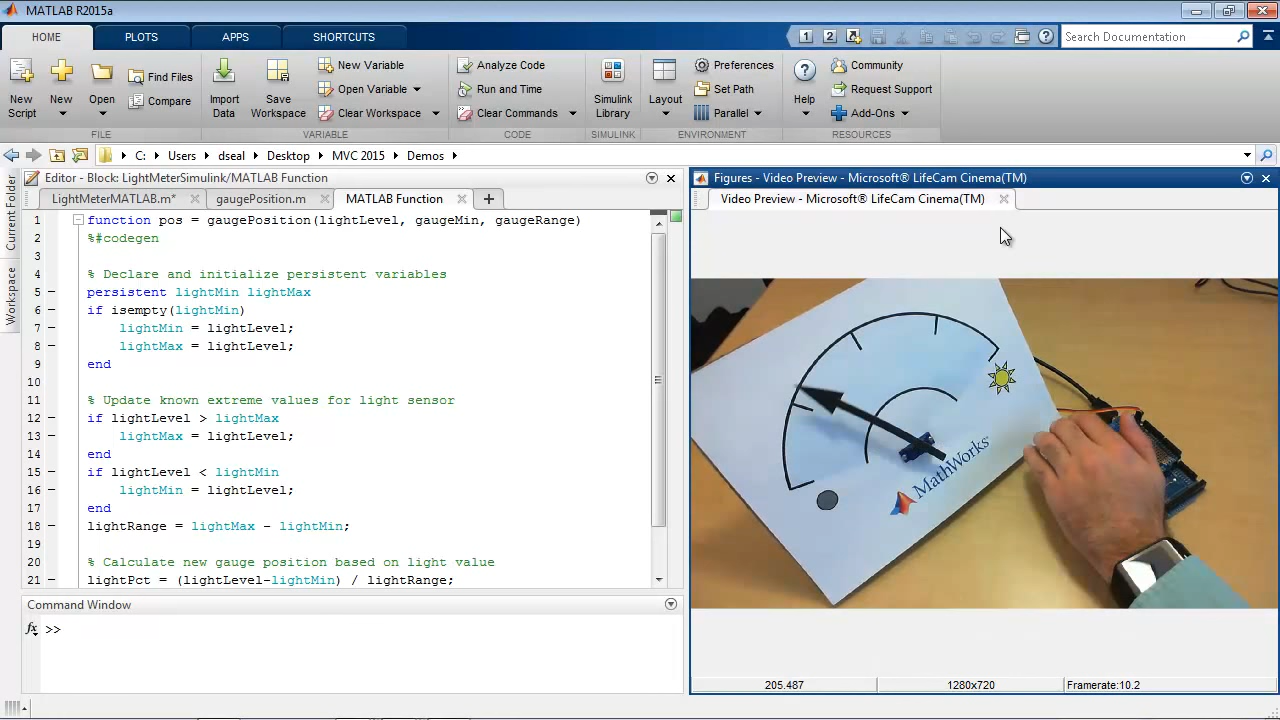 MATLAB R2015a
HOME PLOTS APPS SHORTCUTS
1 2 Search Documentation
New Script
New
Open
Find Files
Compare
Import Data
Save Workspace
New Variable
Open Variable
Clear Workspace
Analyze Code
Run and Time
Clear Commands
Simulink Library
Layout
Preferences
Set Path
Parallel
Help
Community
Request Support
Add-Ons
FILE VARIABLE CODE SIMULINK ENVIRONMENT RESOURCES
C: Users dseal Desktop MVC 2015 Demos
Current Folder
Workspace
Editor - Block: LightMeterSimulink/MATLAB Function
LightMeterMATLAB.m* gaugePosition.m MATLAB Function
1 function pos = gaugePosition(lightLevel, gaugeMin, gaugeRange)
2 %#codegen
3
4 % Declare and initialize persistent variables
5 persistent lightMin lightMax
6 if isempty(lightMin)
7 lightMin = lightLevel;
8 lightMax = lightLevel;
9 end
10
11 % Update known extreme values for light sensor
12 if lightLevel > lightMax
13 lightMax = lightLevel;
14 end
15 if lightLevel < lightMin
16 lightMin = lightLevel;
17 end
18 lightRange = lightMax - lightMin;
19
20 % Calculate new gauge position based on light value
21 lightPct = (lightLevel-lightMin) / lightRange;
Command Window
fx >>
Figures - Video Preview - Microsoft® LifeCam Cinema(TM)
Video Preview - Microsoft® LifeCam Cinema(TM)
MathWorks
205.487 1280x720 Framerate:10.2